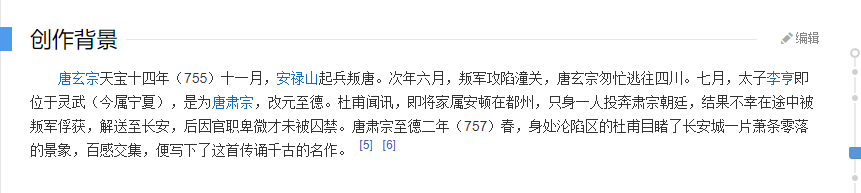 创作背景
编辑
唐玄宗天宝十四年（755）十一月，安禄山起兵叛唐。次年六月，叛军攻陷潼关，唐玄宗匆忙逃往四川。七月，太子李亨即
位于灵武（今属宁夏），是为唐肃宗，改元至德。杜甫闻讯，即将家属安顿在都州，只身一人投奔肃宗朝廷，结果不幸在途中被
叛军俘获，解送至长安，后因官职卑微才未被囚禁。唐肃宗至德二年（757）春，身处沦陷区的杜甫目睹了长安城一片萧条零落
的景象，百感交集，便写下了这首传诵千古的名作。 [5] [6]